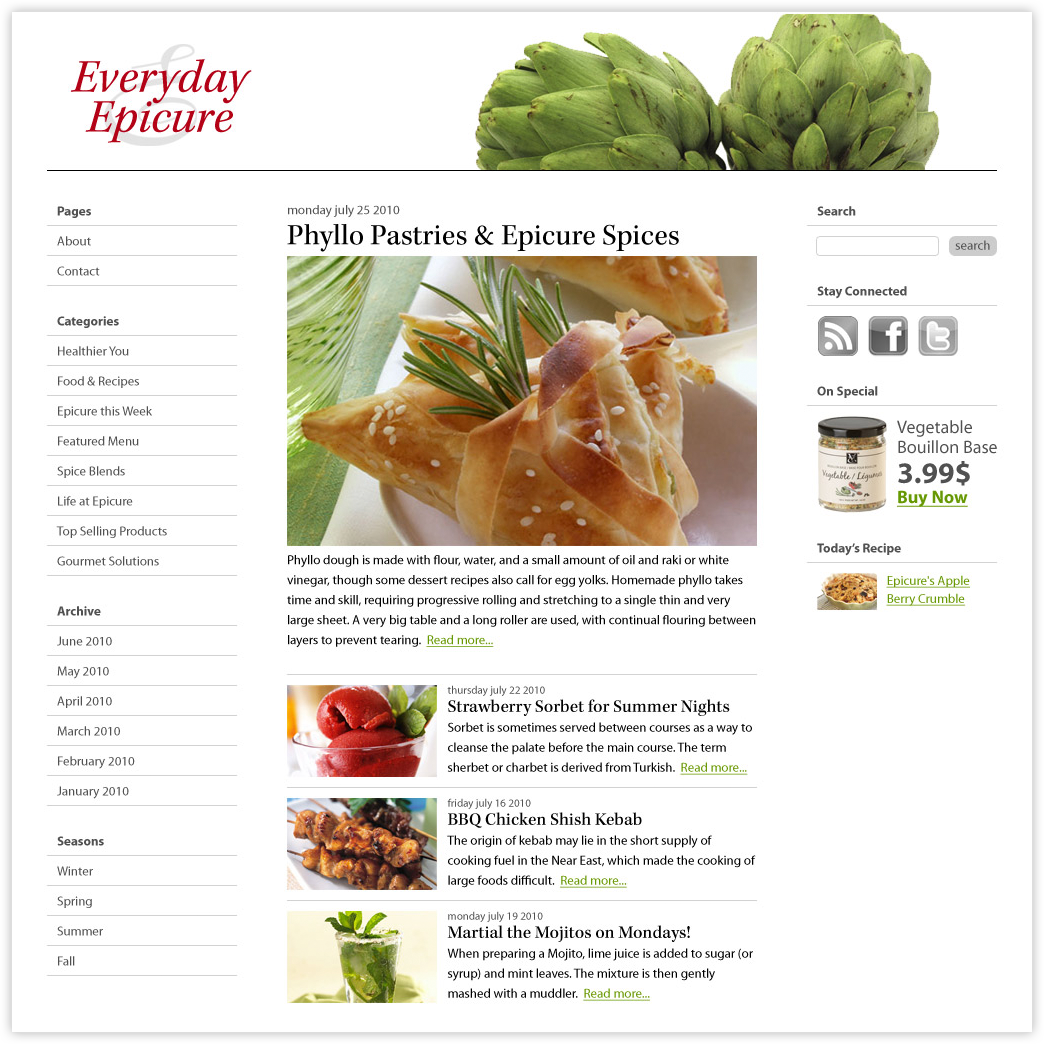 Everyday
Epicure
Pages
About
Contact
Categories
Healthier You
Food & Recipes
Epicure this Week
Featured Menu
Spice Blends
Life at Epicure
Top Selling Products
Gourmet Solutions
Archive
June 2010
May 2010
April 2010
March 2010
February 2010
January 2010
Seasons
Winter
Spring
Summer
Fall
monday july 25 2010
Phyllo Pastries & Epicure Spices
Phyllo dough is made with flour, water, and a small amount of oil and raki or white
vinegar, though some dessert recipes also call for egg yolks. Homemade phyllo takes
time and skill, requiring progressive rolling and stretching to a single thin and very
large sheet. A very big table and a long roller are used, with continual flouring between
layers to prevent tearing. Read more...
thursday july 22 2010
Strawberry Sorbet for Summer Nights
Sorbet is sometimes served between courses as a way to
cleanse the palate before the main course. The term
sherbet or charbet is derived from Turkish. Read more...
friday july 16 2010
BBQ Chicken Shish Kebab
The origin of kebab may lie in the short supply of
cooking fuel in the Near East, which made the cooking of
large foods difficult. Read more...
monday july 19 2010
Martial the Mojitos on Mondays!
When preparing a Mojito, lime juice is added to sugar (or
syrup) and mint leaves. The mixture is then gently
mashed with a muddler. Read more...
Search
search
Stay Connected
f
t
On Special
Vegetable / Légumes
Vegetable
Bouillon Base
3.99$
Buy Now
Today's Recipe
Epicure's Apple
Berry Crumble